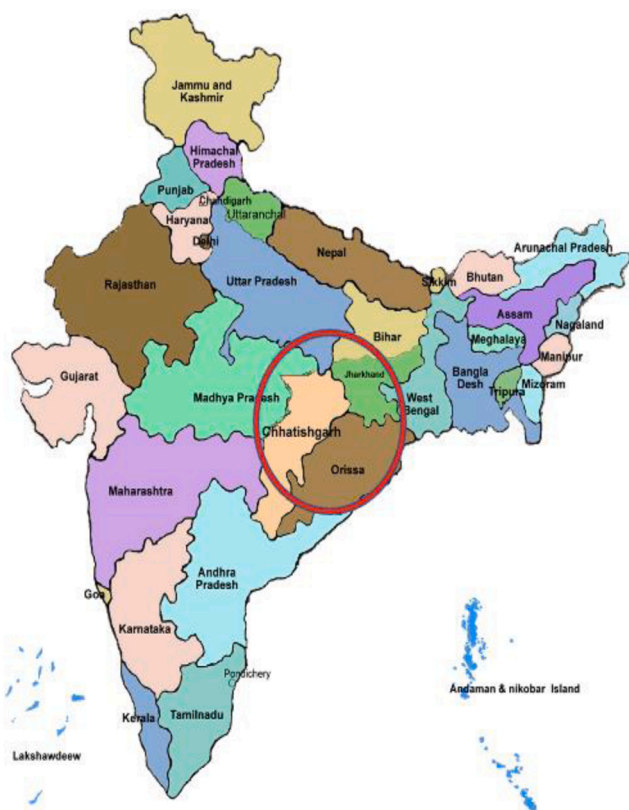 Jammu and
Kashmir
Himachal
Pradesh
Punjab
Chandigarh
Uttaranchal
Haryana
Delhi
Nepal
Arunachal Pradesh
Rajasthan
Uttar Pradesh
Sikkim
Bhutan
Assam
Nagaland
Bihar
Meghalaya
Manipur
Gujarat
Jharkhand
Bangla
Desh
Mizoram
Tripura
Madhya Pradesh
West
Bengal
Chhatishgarh
Orissa
Maharashtra
Andhra
Pradesh
Goa
Karnataka
Pondichery
Andaman & nikobar Island
Kerala
Tamilnadu
Lakshawdeew